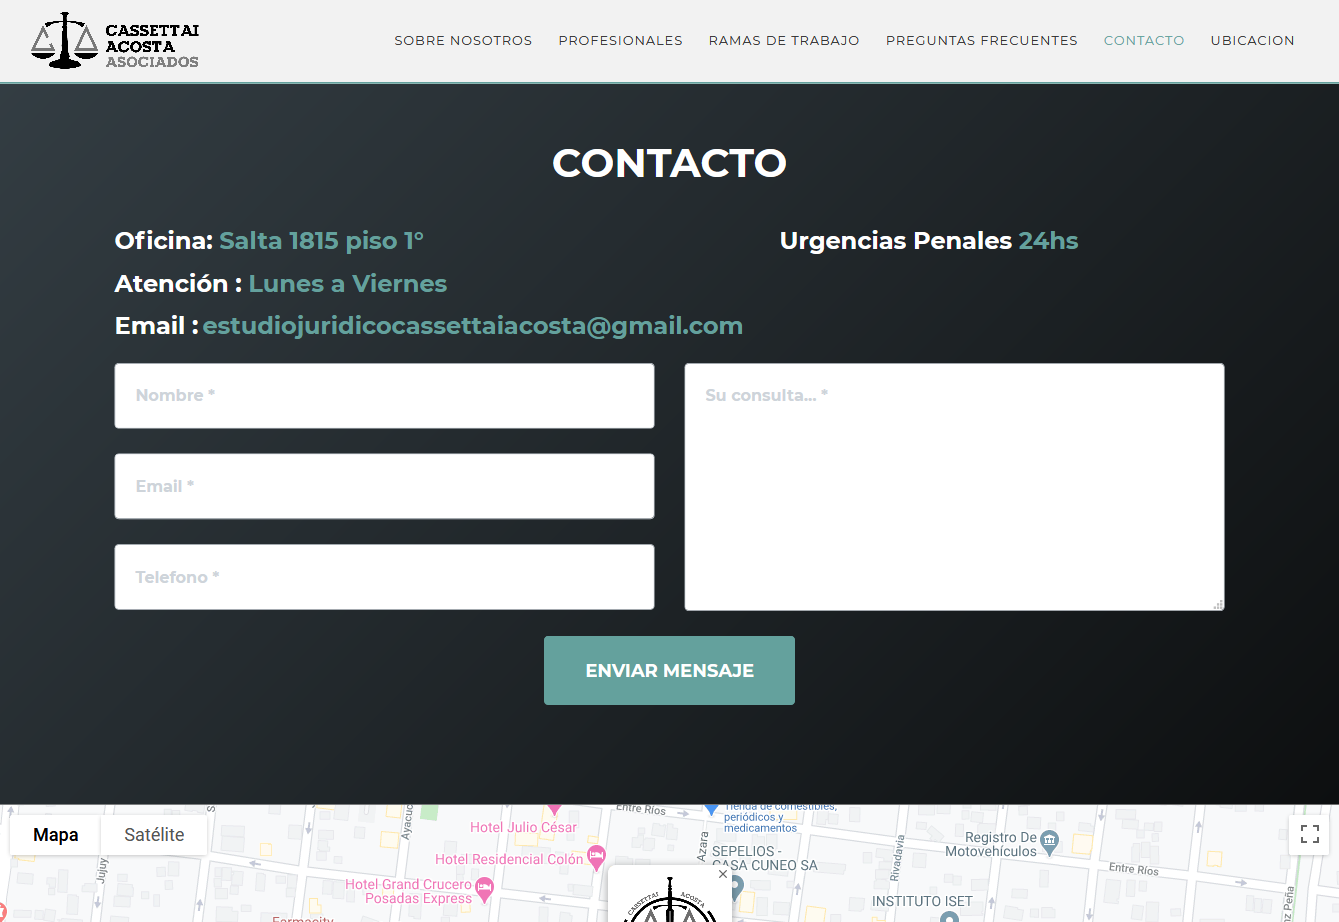 CASSETTAI
ACOSTA
ASOCIADOS
SOBRE NOSOTROS
PROFESIONALES
RAMAS DE TRABAJO
PREGUNTAS FRECUENTES
CONTACTO
UBICACION
CONTACTO
Oficina: Salta 1815 piso 1°
Urgencias Penales 24hs
Atención : Lunes a Viernes
Email : estudiojuridicocassettaiacosta@gmail.com
Nombre *
Su consulta... *
Email *
Telefono *
ENVIAR MENSAJE
Mapa
Satélite
Ayacuc
Jujuy
Hotel Julio César
Hotel Residencial Colón
Hotel Grand Crucero
Posadas Express
Farmacity
Entre Ríos
Tienda de comestibles,
periódicos y
medicamentos
Azara
SEPELIOS -
CASA CUNEO SA
CASSETTAI ACOSTA
Rivadavia
Registro De
Motovehículos
INSTITUTO ISET
Entre Ríos
nz Peña